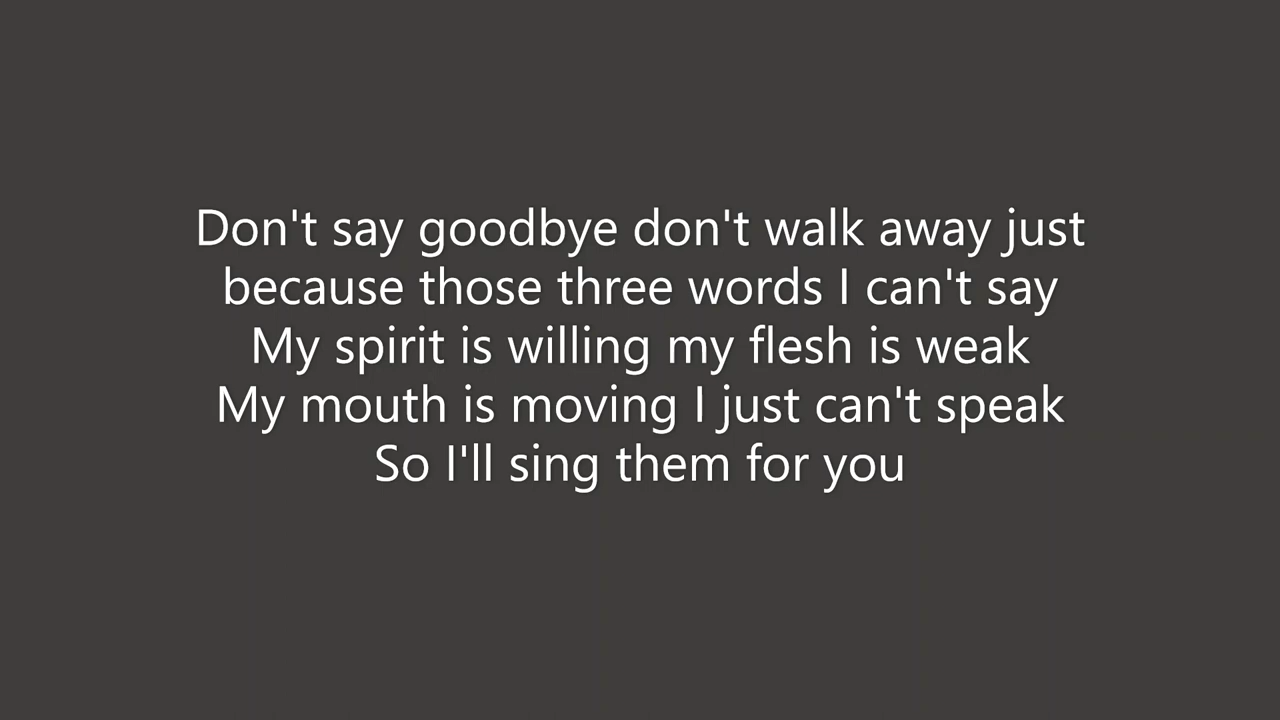 Don't say goodbye don't walk away just
because those three words I can't say
My spirit is willing my flesh is weak
My mouth is moving I just can't speak
So I'll sing them for you